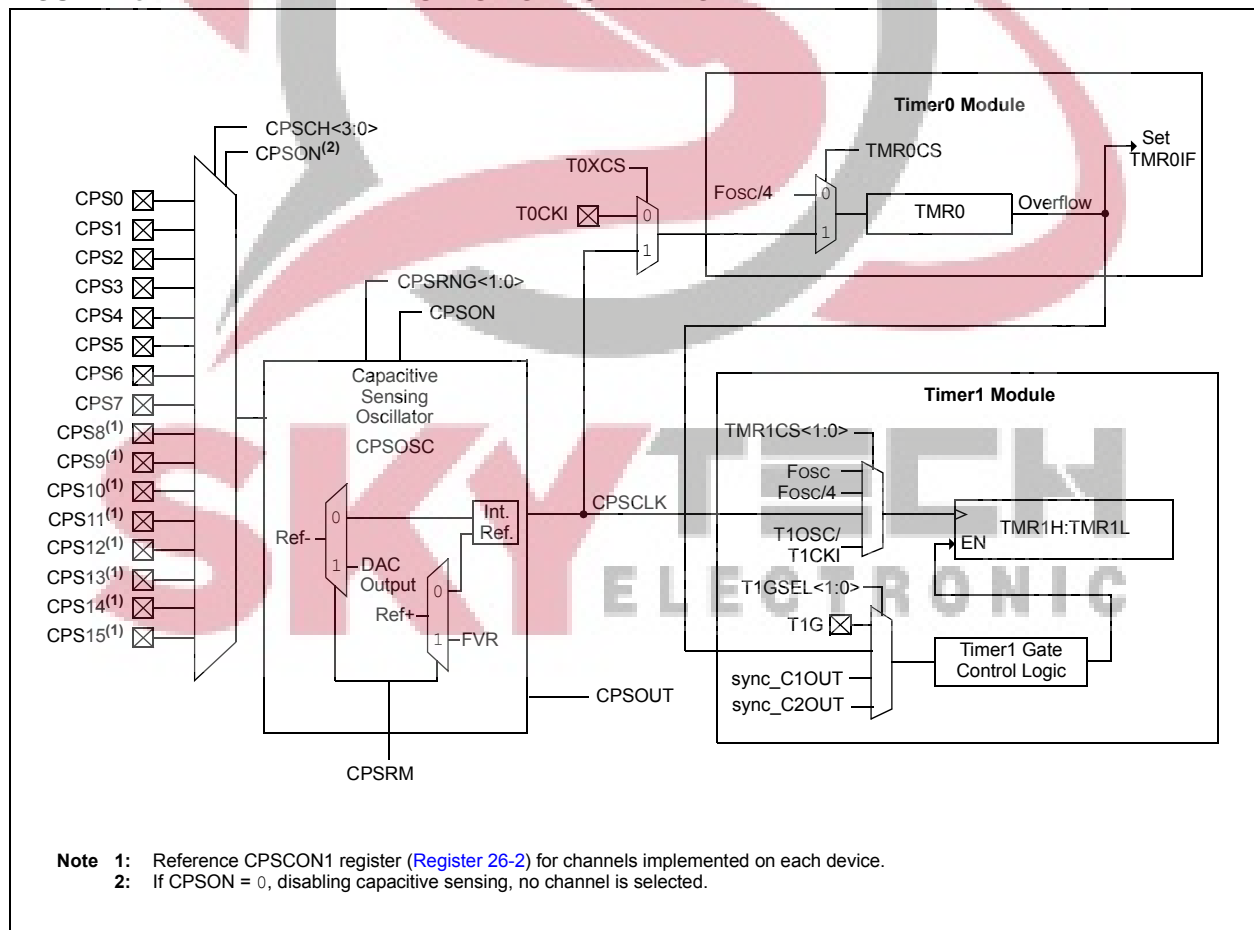 Timer0 Module
CPSCH<3:0>
CPSON(2)
Set
TMR0IF
TMR0CS
T0XCS
FOSC/4
0
1
TMR0
Overflow
T0CKI
0
1
CPS0
CPS1
CPS2
CPS3
CPS4
CPS5
CPS6
CPS7
CPS8(1)
CPS9(1)
CPS10(1)
CPS11(1)
CPS12(1)
CPS13(1)
CPS14(1)
CPS15(1)
CPSRNG<1:0>
CPSON
Capacitive
Sensing
Oscillator
CPSOSC
0
1
Ref-
DAC
Output
Int.
Ref.
0
1
Ref+
FVR
CPSCLK
CPSOUT
CPSRM
Timer1 Module
TMR1CS<1:0>
FOSC
FOSC/4
T1OSC/
T1CKI
TMR1H:TMR1L
EN
T1GSEL<1:0>
T1G
sync_C1OUT
sync_C2OUT
Timer1 Gate
Control Logic
SKYTECH
ELECTRONIC
Note 1: Reference CPSCON1 register (Register 26-2) for channels implemented on each device.
2: If CPSON = 0, disabling capacitive sensing, no channel is selected.